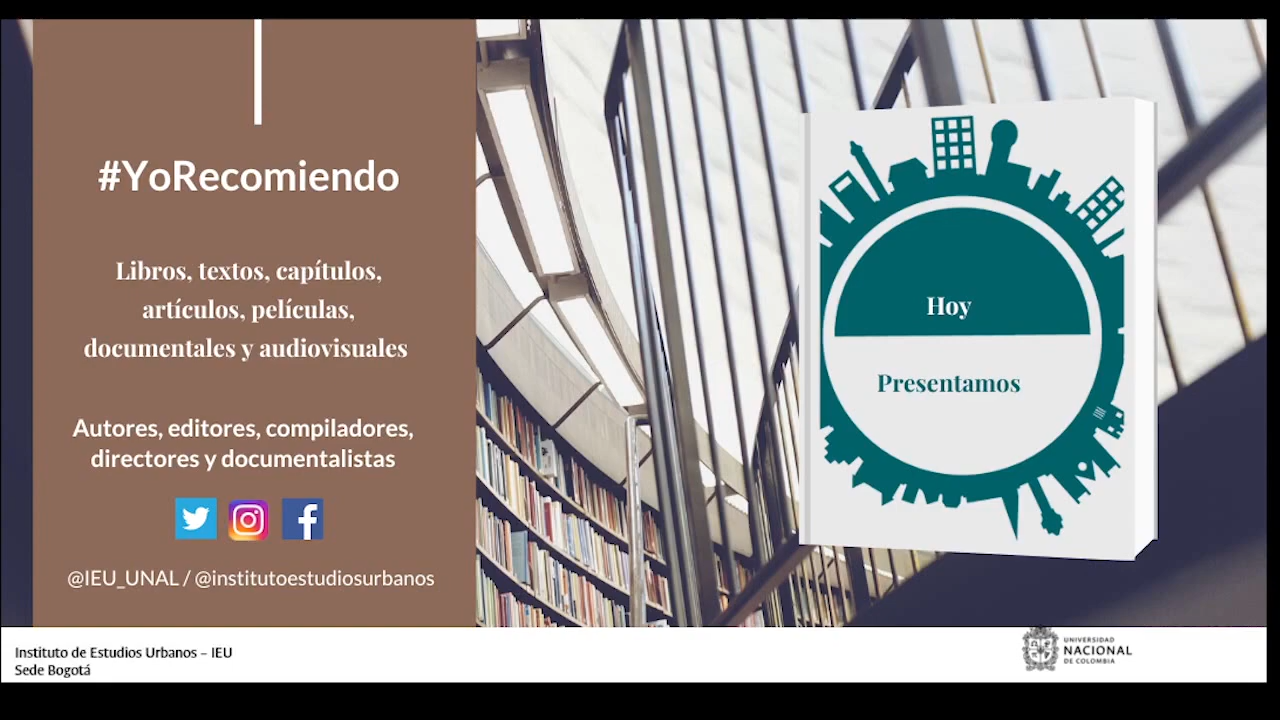 #YoRecomiendo
Libros, textos, capítulos,
artículos, películas,
documentales y audiovisuales
Autores, editores, compiladores,
directores y documentalistas
@IEU_UNAL / @institutoestudiosurbanos
Hoy
Presentamos
Instituto de Estudios Urbanos – IEU
Sede Bogotá
UNIVERSIDAD
NACIONAL
DE COLOMBIA